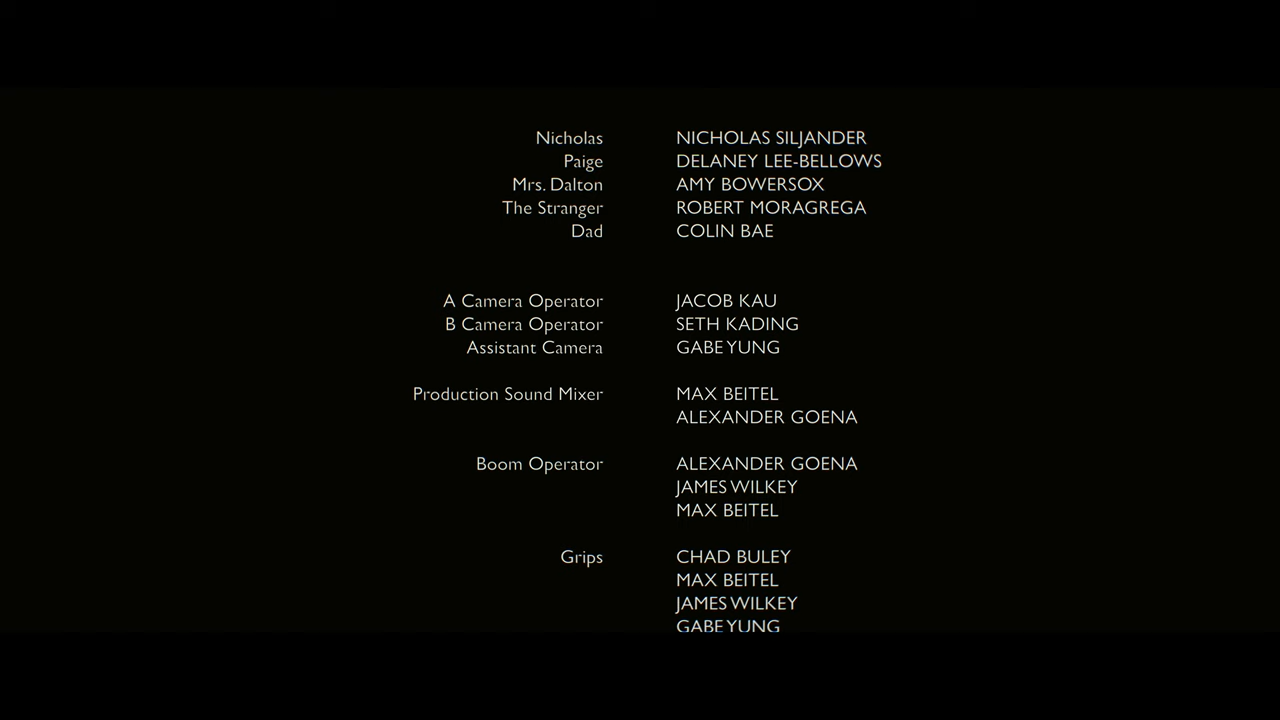 Nicholas NICHOLAS SILJANDER
Paige DELANEY LEE-BELLOWS
Mrs. Dalton AMY BOWERSOX
The Stranger ROBERT MORAGREGA
Dad COLIN BAE
A Camera Operator JACOB KAU
B Camera Operator SETH KADING
Assistant Camera GABE YUNG
Production Sound Mixer MAX BEITEL
ALEXANDER GOENA
Boom Operator ALEXANDER GOENA
JAMES WILKEY
MAX BEITEL
Grips CHAD BULEY
MAX BEITEL
JAMES WILKEY
GABE YUNG